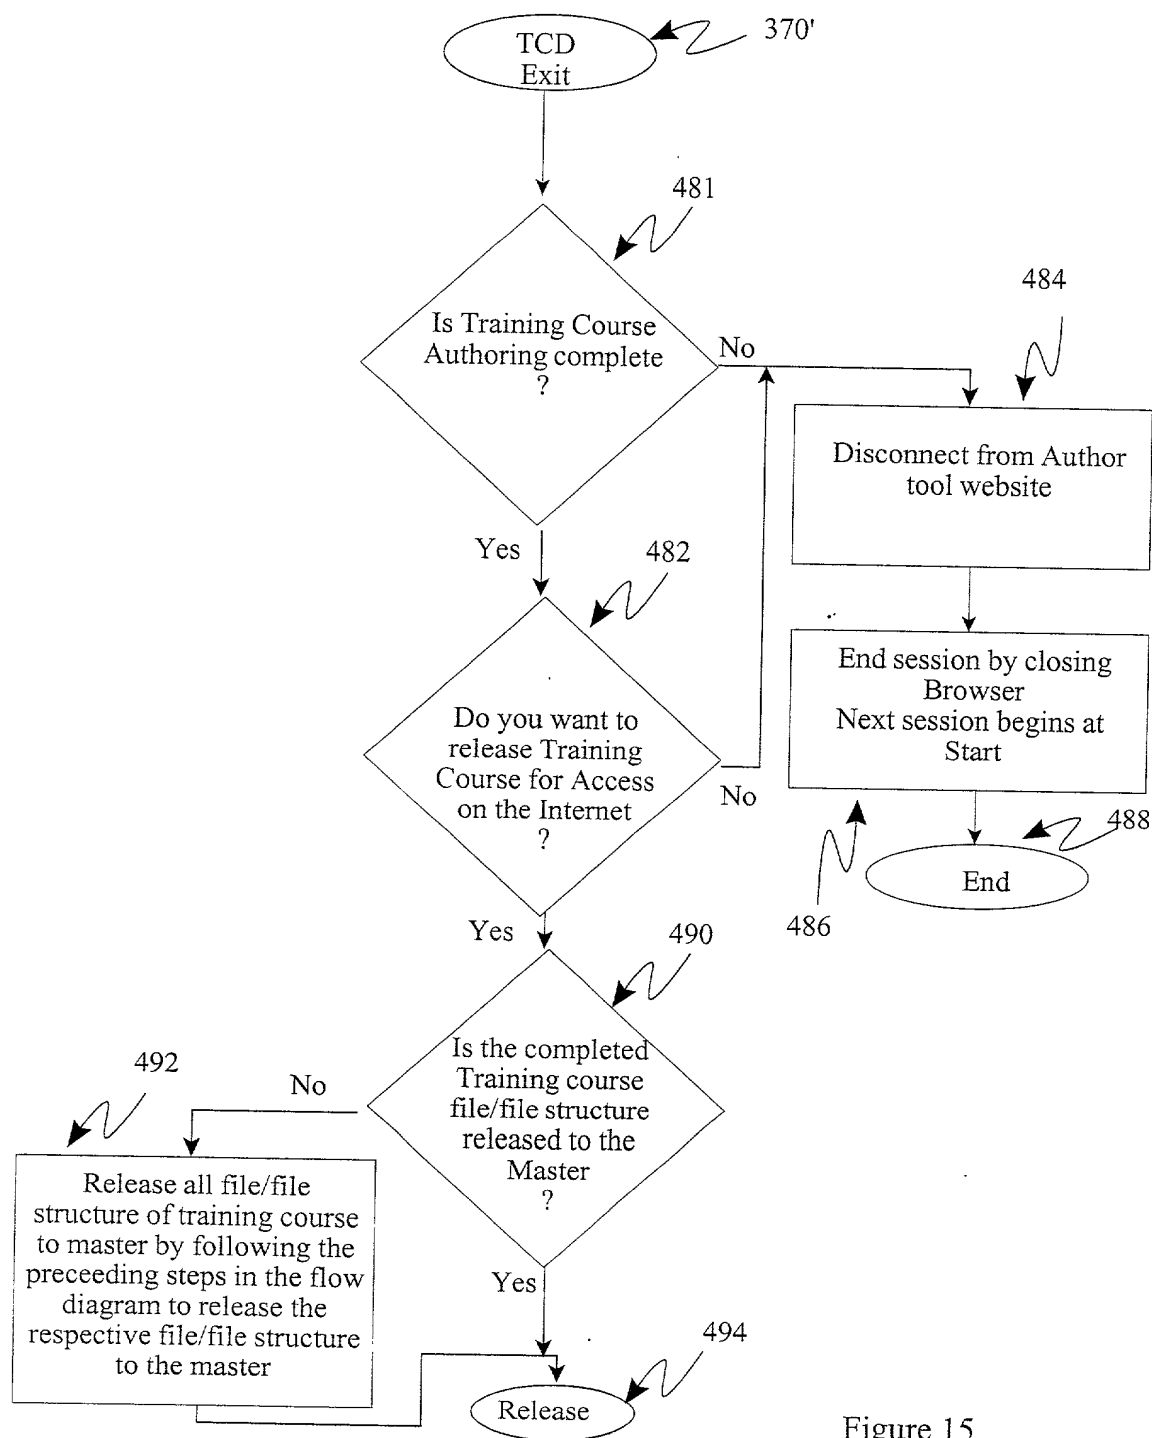 TCD
Exit
370'
481
Is Training Course
Authoring complete
?
No
484
Disconnect from Author
tool website
Yes
482
Do you want to
release Training
Course for Access
on the Internet
?
No
End session by closing
Browser
Next session begins at
Start
486
488
End
Yes
490
Is the completed
Training course
file/file structure
released to the
Master
?
No
492
Release all file/file
structure of training course
to master by following the
preceeding steps in the flow
diagram to release the
respective file/file structure
to the master
Yes
494
Release
Figure 15